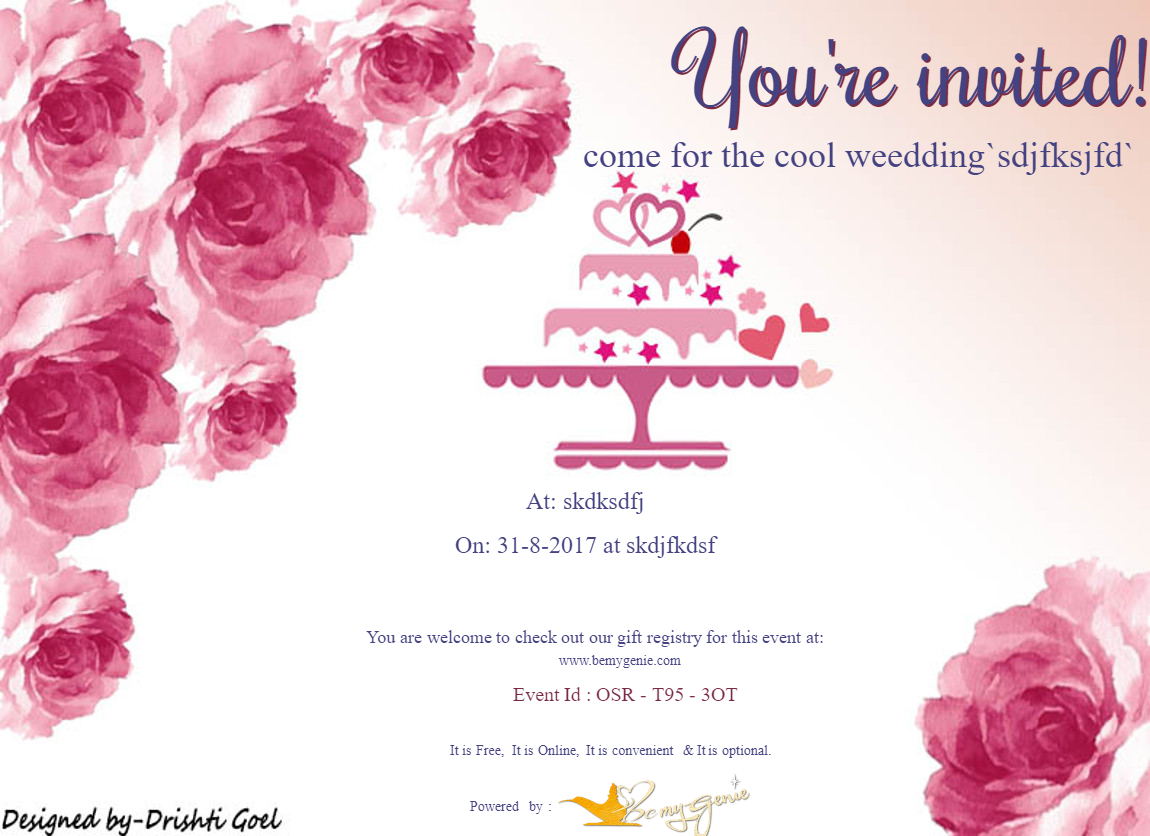 You're invited!
come for the cool weedding`sdjfksjfd`
At: skdksdfj
On: 31-8-2017 at skdjfkdsf
You are welcome to check out our gift registry for this event at:
www.bemygenie.com
Event Id : OSR - T95 - 3OT
It is Free, It is Online, It is convenient & It is optional.
Powered by : Be my Genie
Designed by-Drishti Goel